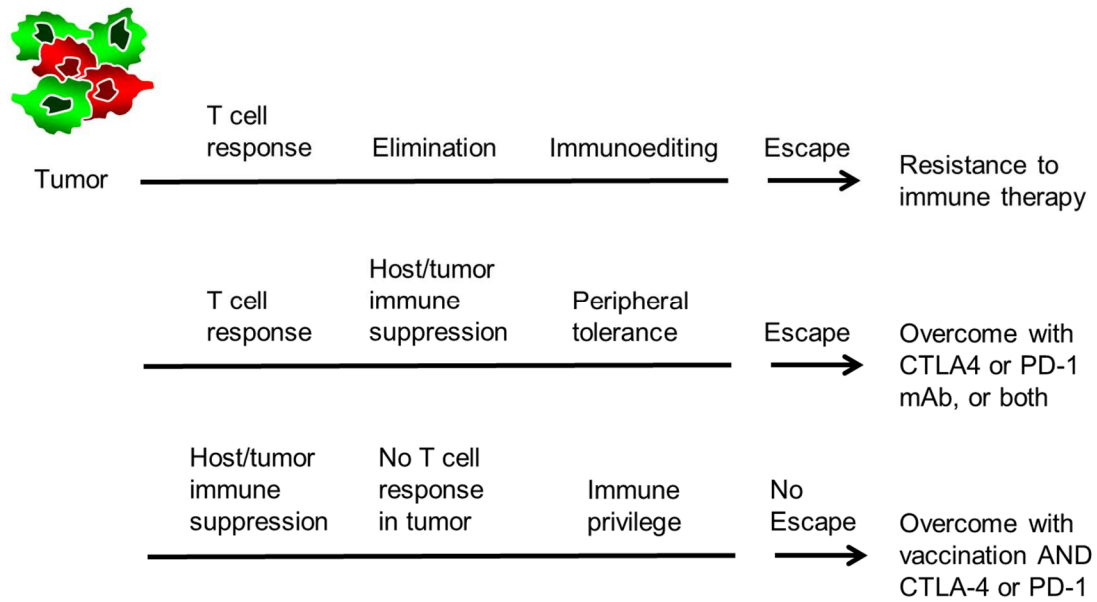 Tumor
T cell
response
Elimination
Immunoediting
Escape
Resistance to
immune therapy
T cell
response
Host/tumor
immune
suppression
Peripheral
tolerance
Escape
Overcome with
CTLA4 or PD-1
mAb, or both
Host/tumor
immune
suppression
No T cell
response
in tumor
Immune
privilege
No
Escape
Overcome with
vaccination AND
CTLA-4 or PD-1